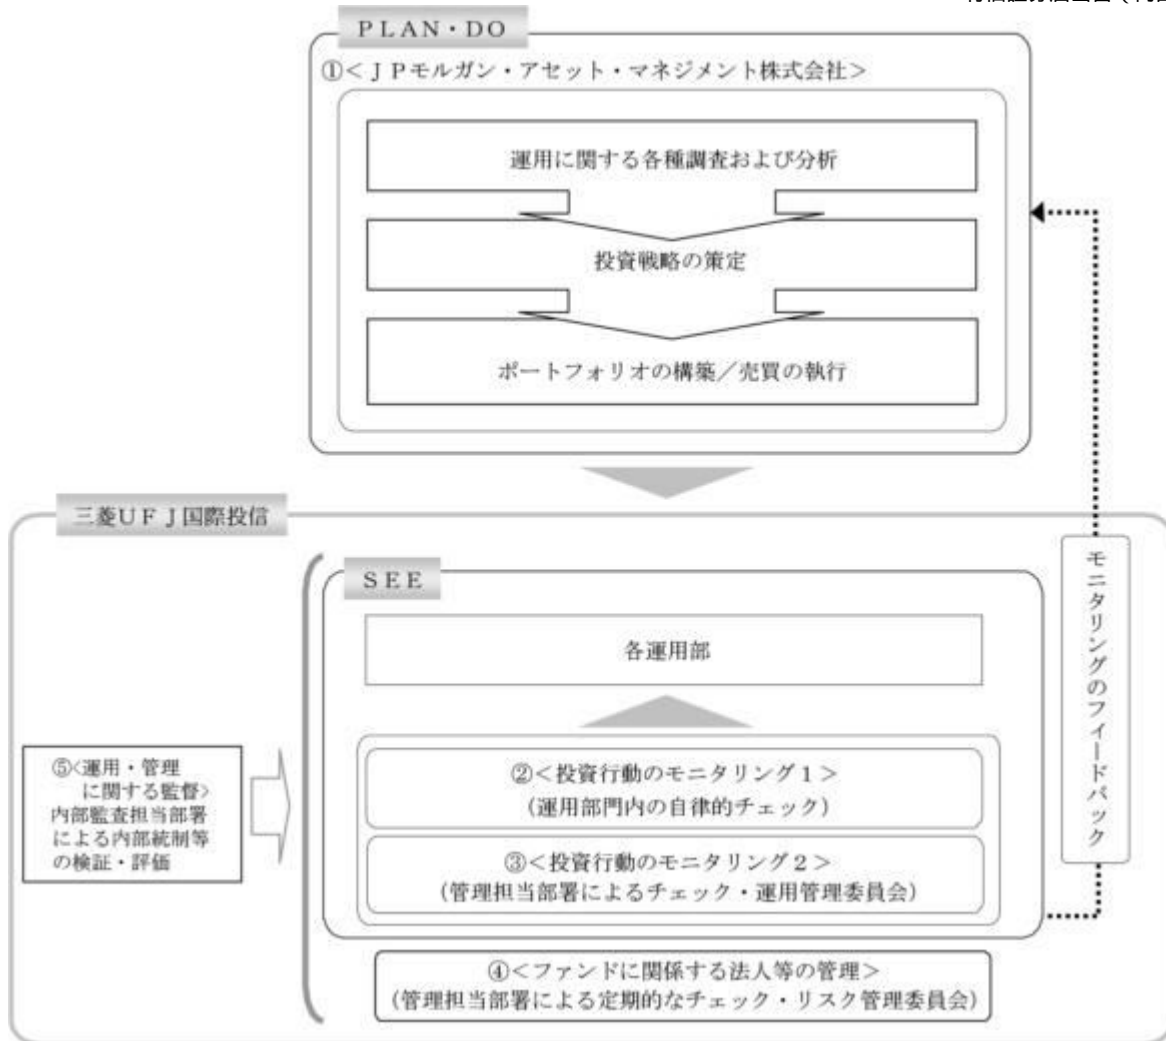 PLAN・DO
①＜JPモルガン・アセット・マネジメント株式会社＞
運用に関する各種調査および分析
投資戦略の策定
ポートフォリオの構築／売買の執行
三菱UFJ国際投信
SEE
各運用部
②＜投資行動のモニタリング1＞
(運用部門内の自律的チェック)
③＜投資行動のモニタリング2＞
(管理担当部署によるチェック・運用管理委員会)
④＜ファンドに関係する法人等の管理＞
(管理担当部署による定期的なチェック・リスク管理委員会)
⑤<運用・管理
に関する監督>
内部監査担当部署
による内部統制等
の検証・評価
モニタリングのフィードバック